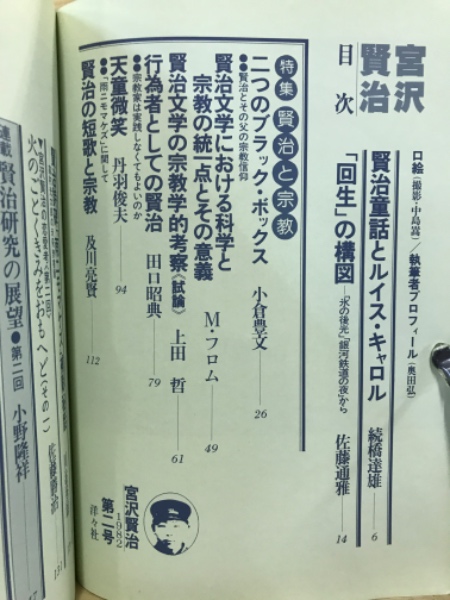 宮沢
賢治
目次
口絵(撮影・中島嵩)/執筆者プロフィール(奥田弘)
賢治童話とルイス・キャロル 続橋達雄 6
「回生」の構図 「氷の後光」「銀河鉄道の夜」から 佐藤通雅 14
特集 賢治と宗教
二つのブラック・ボックス 小倉豊文 26
●賢治とその父の宗教信仰
賢治文学における科学と
宗教の統一点とその意義 M・フロム 49
賢治文学の宗教学的考察《試論》 上田哲 61
行為者としての賢治 田口昭典 79
●宗教家は実践しなくてもよいのか
天童微笑 丹羽俊夫 94
●「雨ニモマケズ」に関して
賢治の短歌と宗教 及川亮賢 112
宮沢賢治
1982
第二号
洋々社
火のごとくきみをおもへど(その一)
131
連載 賢治研究の展望 ●第二回 小野隆祥